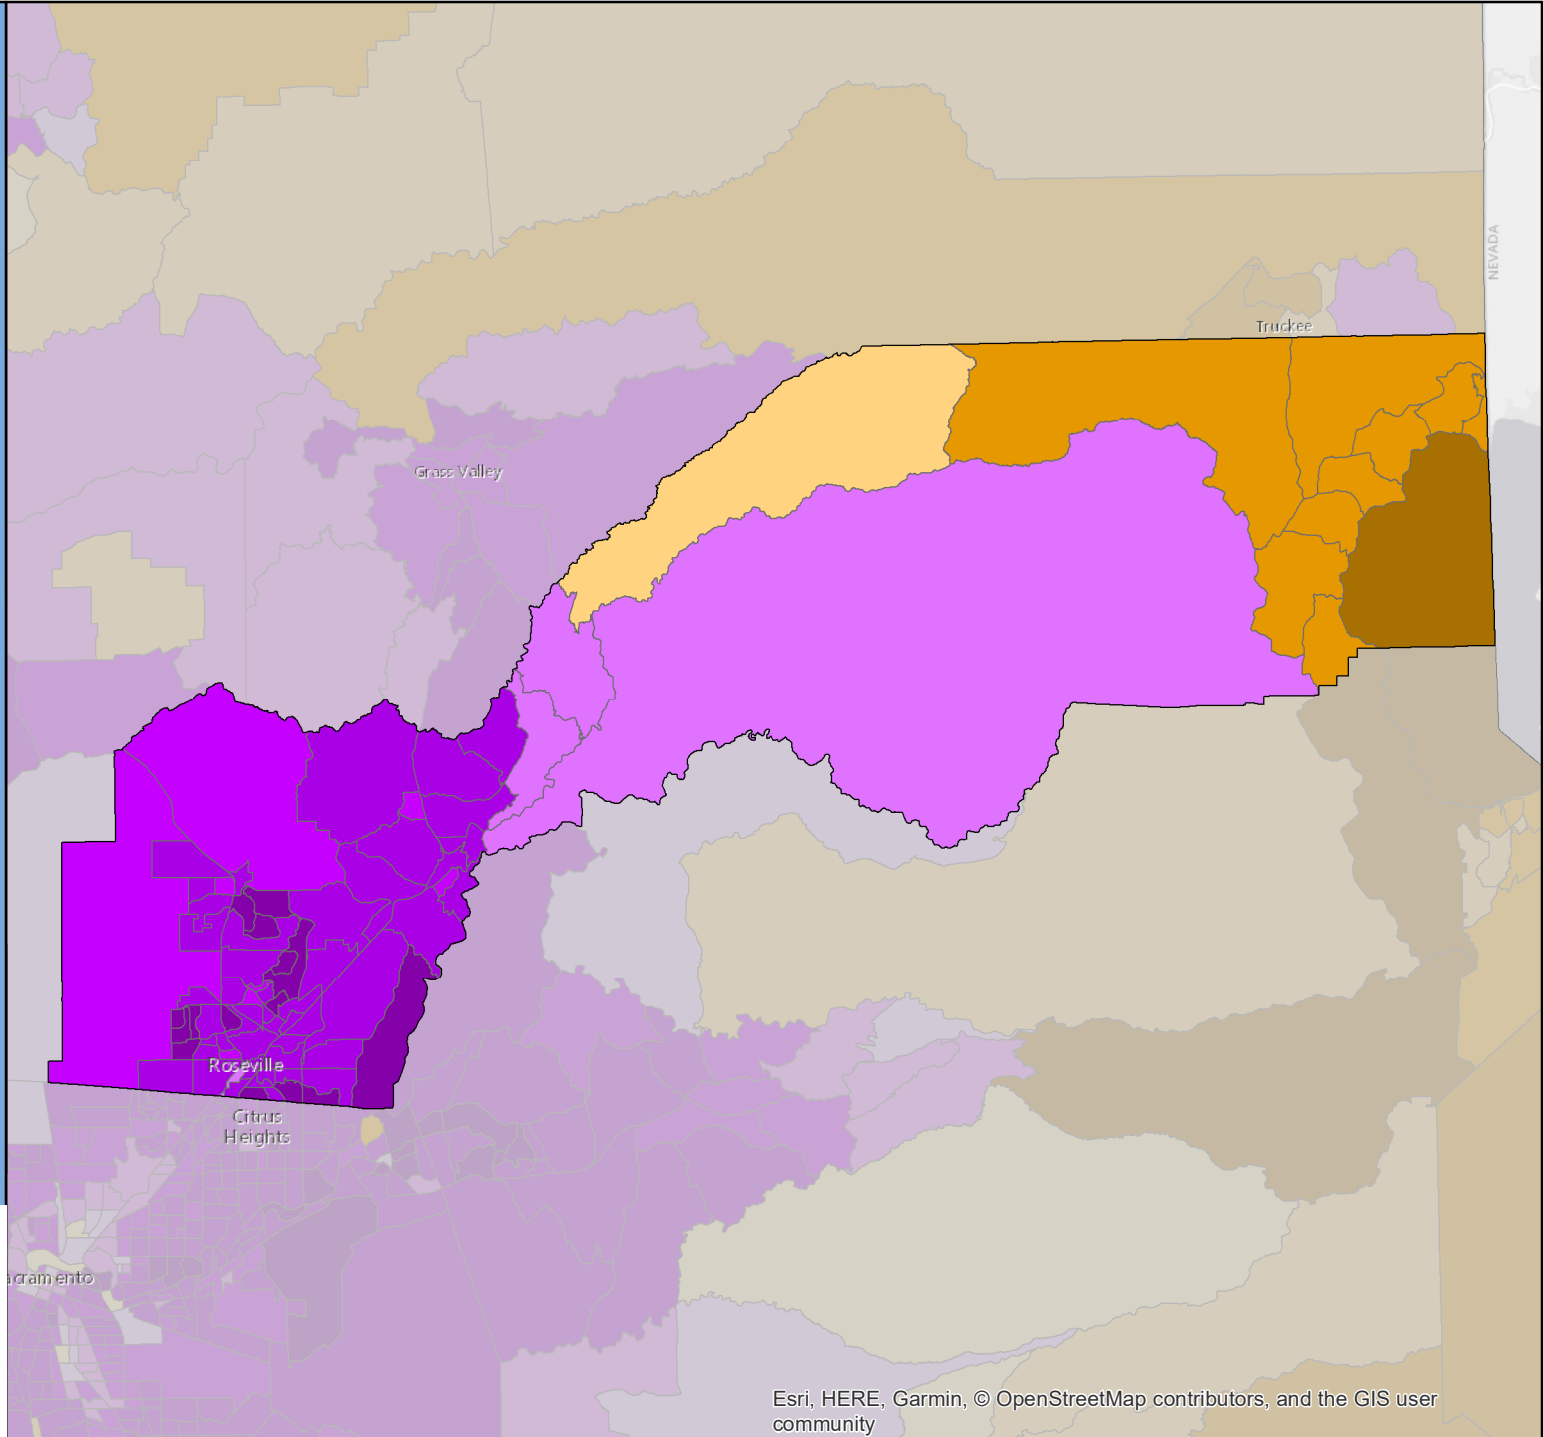 NEVADA
Truckee
Grass Valley
Roseville
Citrus
Heights
acramento
Esri, HERE, Garmin, © OpenStreetMap contributors, and the GIS user
community